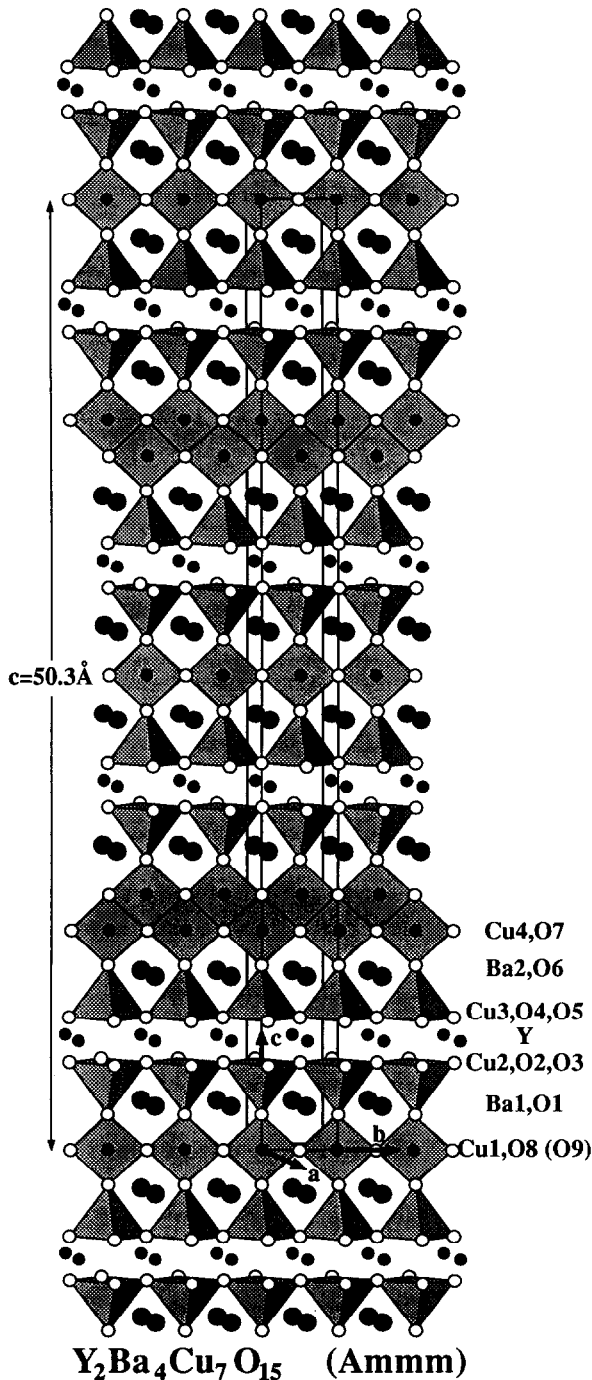 c=50.3Å
Cu4,O7
Ba2,O6
Cu3,O4,O5
Y
c
Cu2,O2,O3
Ba1,O1
b
Cu1,O8 (O9)
a
Y₂Ba₄Cu₇O₁₅ (Ammm)